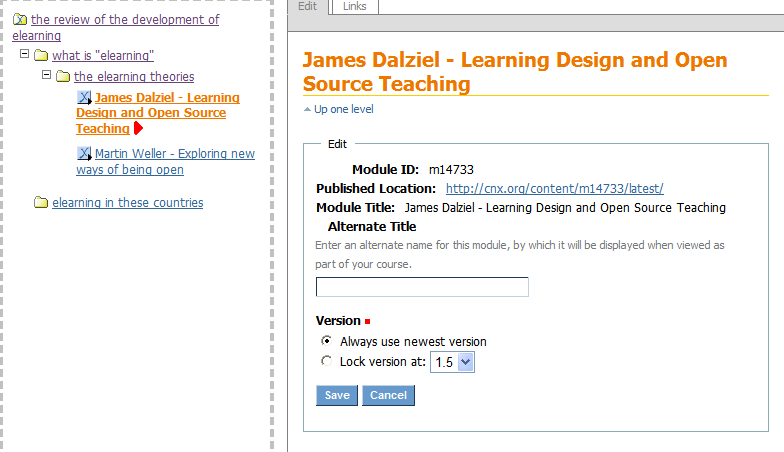 the review of the development of
elearning
what is "elearning"
the elearning theories
James Dalziel - Learning
Design and Open Source
Teaching
Martin Weller - Exploring new
ways of being open
elearning in these countries
Edit
Links
James Dalziel - Learning Design and Open
Source Teaching
Up one level
Edit
Module ID: m14733
Published Location: http://cnx.org/content/m14733/latest/
Module Title: James Dalziel - Learning Design and Open Source Teaching
Alternate Title
Enter an alternate name for this module, by which it will be displayed when viewed as
part of your course.
Version
Always use newest version
Lock version at: 1.5
Save Cancel